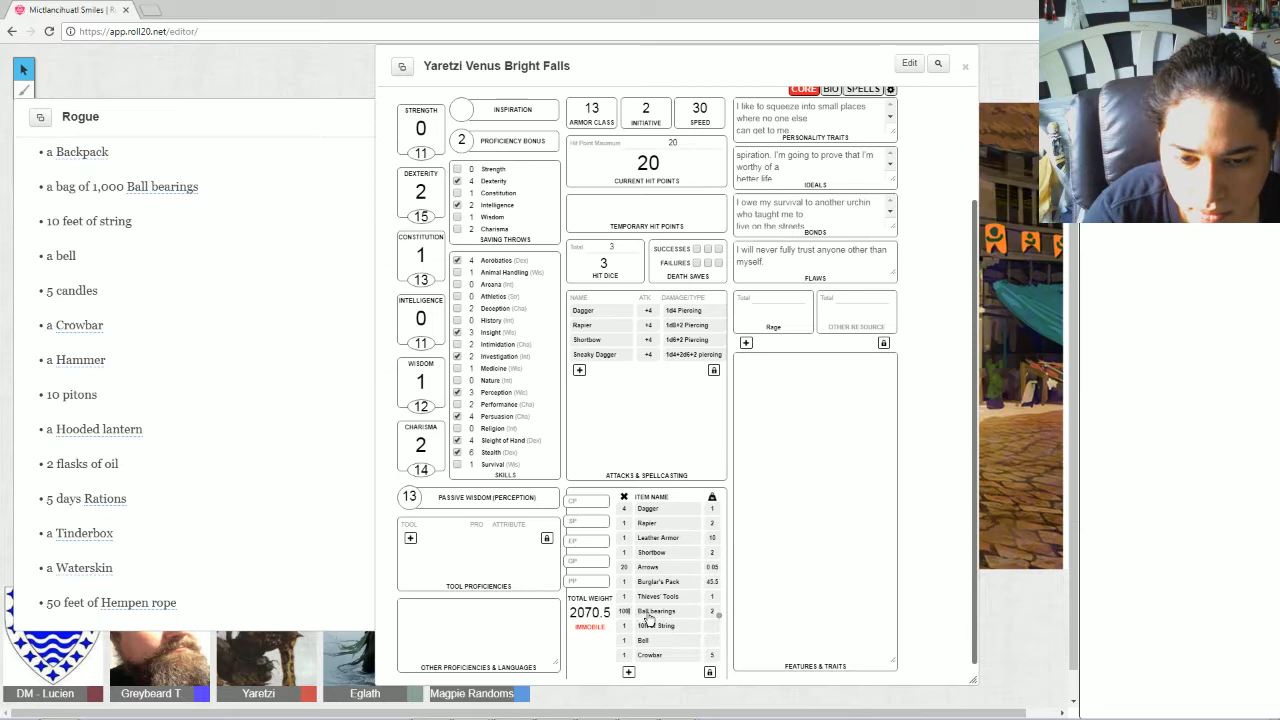 Mictlancihuatl Smiles | Ro
https://app.roll20.net/editor/
Rogue
• a Backpack
• a bag of 1,000 Ball bearings
• 10 feet of string
• a bell
• 5 candles
• a Crowbar
• a Hammer
• 10 pitons
• a Hooded lantern
• 2 flasks of oil
• 5 days Rations
• a Tinderbox
• a Waterskin
• 50 feet of Hempen rope
Yaretzi Venus Bright Falls
Edit
CORE BIO SPELLS
STRENGTH
0
11
DEXTERITY
2
15
CONSTITUTION
1
13
INTELLIGENCE
0
11
WISDOM
1
12
CHARISMA
2
14
INSPIRATION
2 PROFICIENCY BONUS
0 Strength
4 Dexterity
1 Constitution
2 Intelligence
1 Wisdom
2 Charisma
SAVING THROWS
4 Acrobatics (Dex)
1 Animal Handling (Wis)
0 Arcana (Int)
0 Athletics (Str)
2 Deception (Cha)
0 History (Int)
3 Insight (Wis)
2 Intimidation (Cha)
2 Investigation (Int)
1 Medicine (Wis)
0 Nature (Int)
3 Perception (Wis)
2 Performance (Cha)
4 Persuasion (Cha)
0 Religion (Int)
4 Sleight of Hand (Dex)
6 Stealth (Dex)
1 Survival (Wis)
SKILLS
13 PASSIVE WISDOM (PERCEPTION)
TOOL PRO ATTRIBUTE
TOOL PROFICIENCIES
OTHER PROFICIENCIES & LANGUAGES
13
ARMOR CLASS
2
INITIATIVE
30
SPEED
Hit Point Maximum 20
20
CURRENT HIT POINTS
TEMPORARY HIT POINTS
Total 3
3
HIT DICE
SUCCESSES
FAILURES
DEATH SAVES
NAME ATK DAMAGE/TYPE
Dagger +4 1d4 Piercing
Rapier +4 1d8+2 Piercing
Shortbow +4 1d6+2 Piercing
Sneaky Dagger +4 1d4+2d6+2 piercing
ATTACKS & SPELLCASTING
CP
SP
EP
GP
PP
TOTAL WEIGHT
2070.5
IMMOBILE
ITEM NAME
4 Dagger 1
1 Rapier 2
1 Leather Armor 10
1 Shortbow 2
20 Arrows 0.05
1 Burglar's Pack 45.5
1 Thieves' Tools 1
Ball bearings 2
1 String
1 Bell
1 Crowbar 5
I like to squeeze into small places
where no one else
can get to me.
PERSONALITY TRAITS
spiration. I'm going to prove that I'm
worthy of a
better life
IDEALS
I owe my survival to another urchin
who taught me to
live on the streets
BONDS
I will never fully trust anyone other than
myself.
FLAWS
Total
Rage
Total
OTHER RESOURCE
FEATURES & TRAITS
DM - Lucien
Greybeard T.
Yaretzi
Eglath
Magpie Randoms